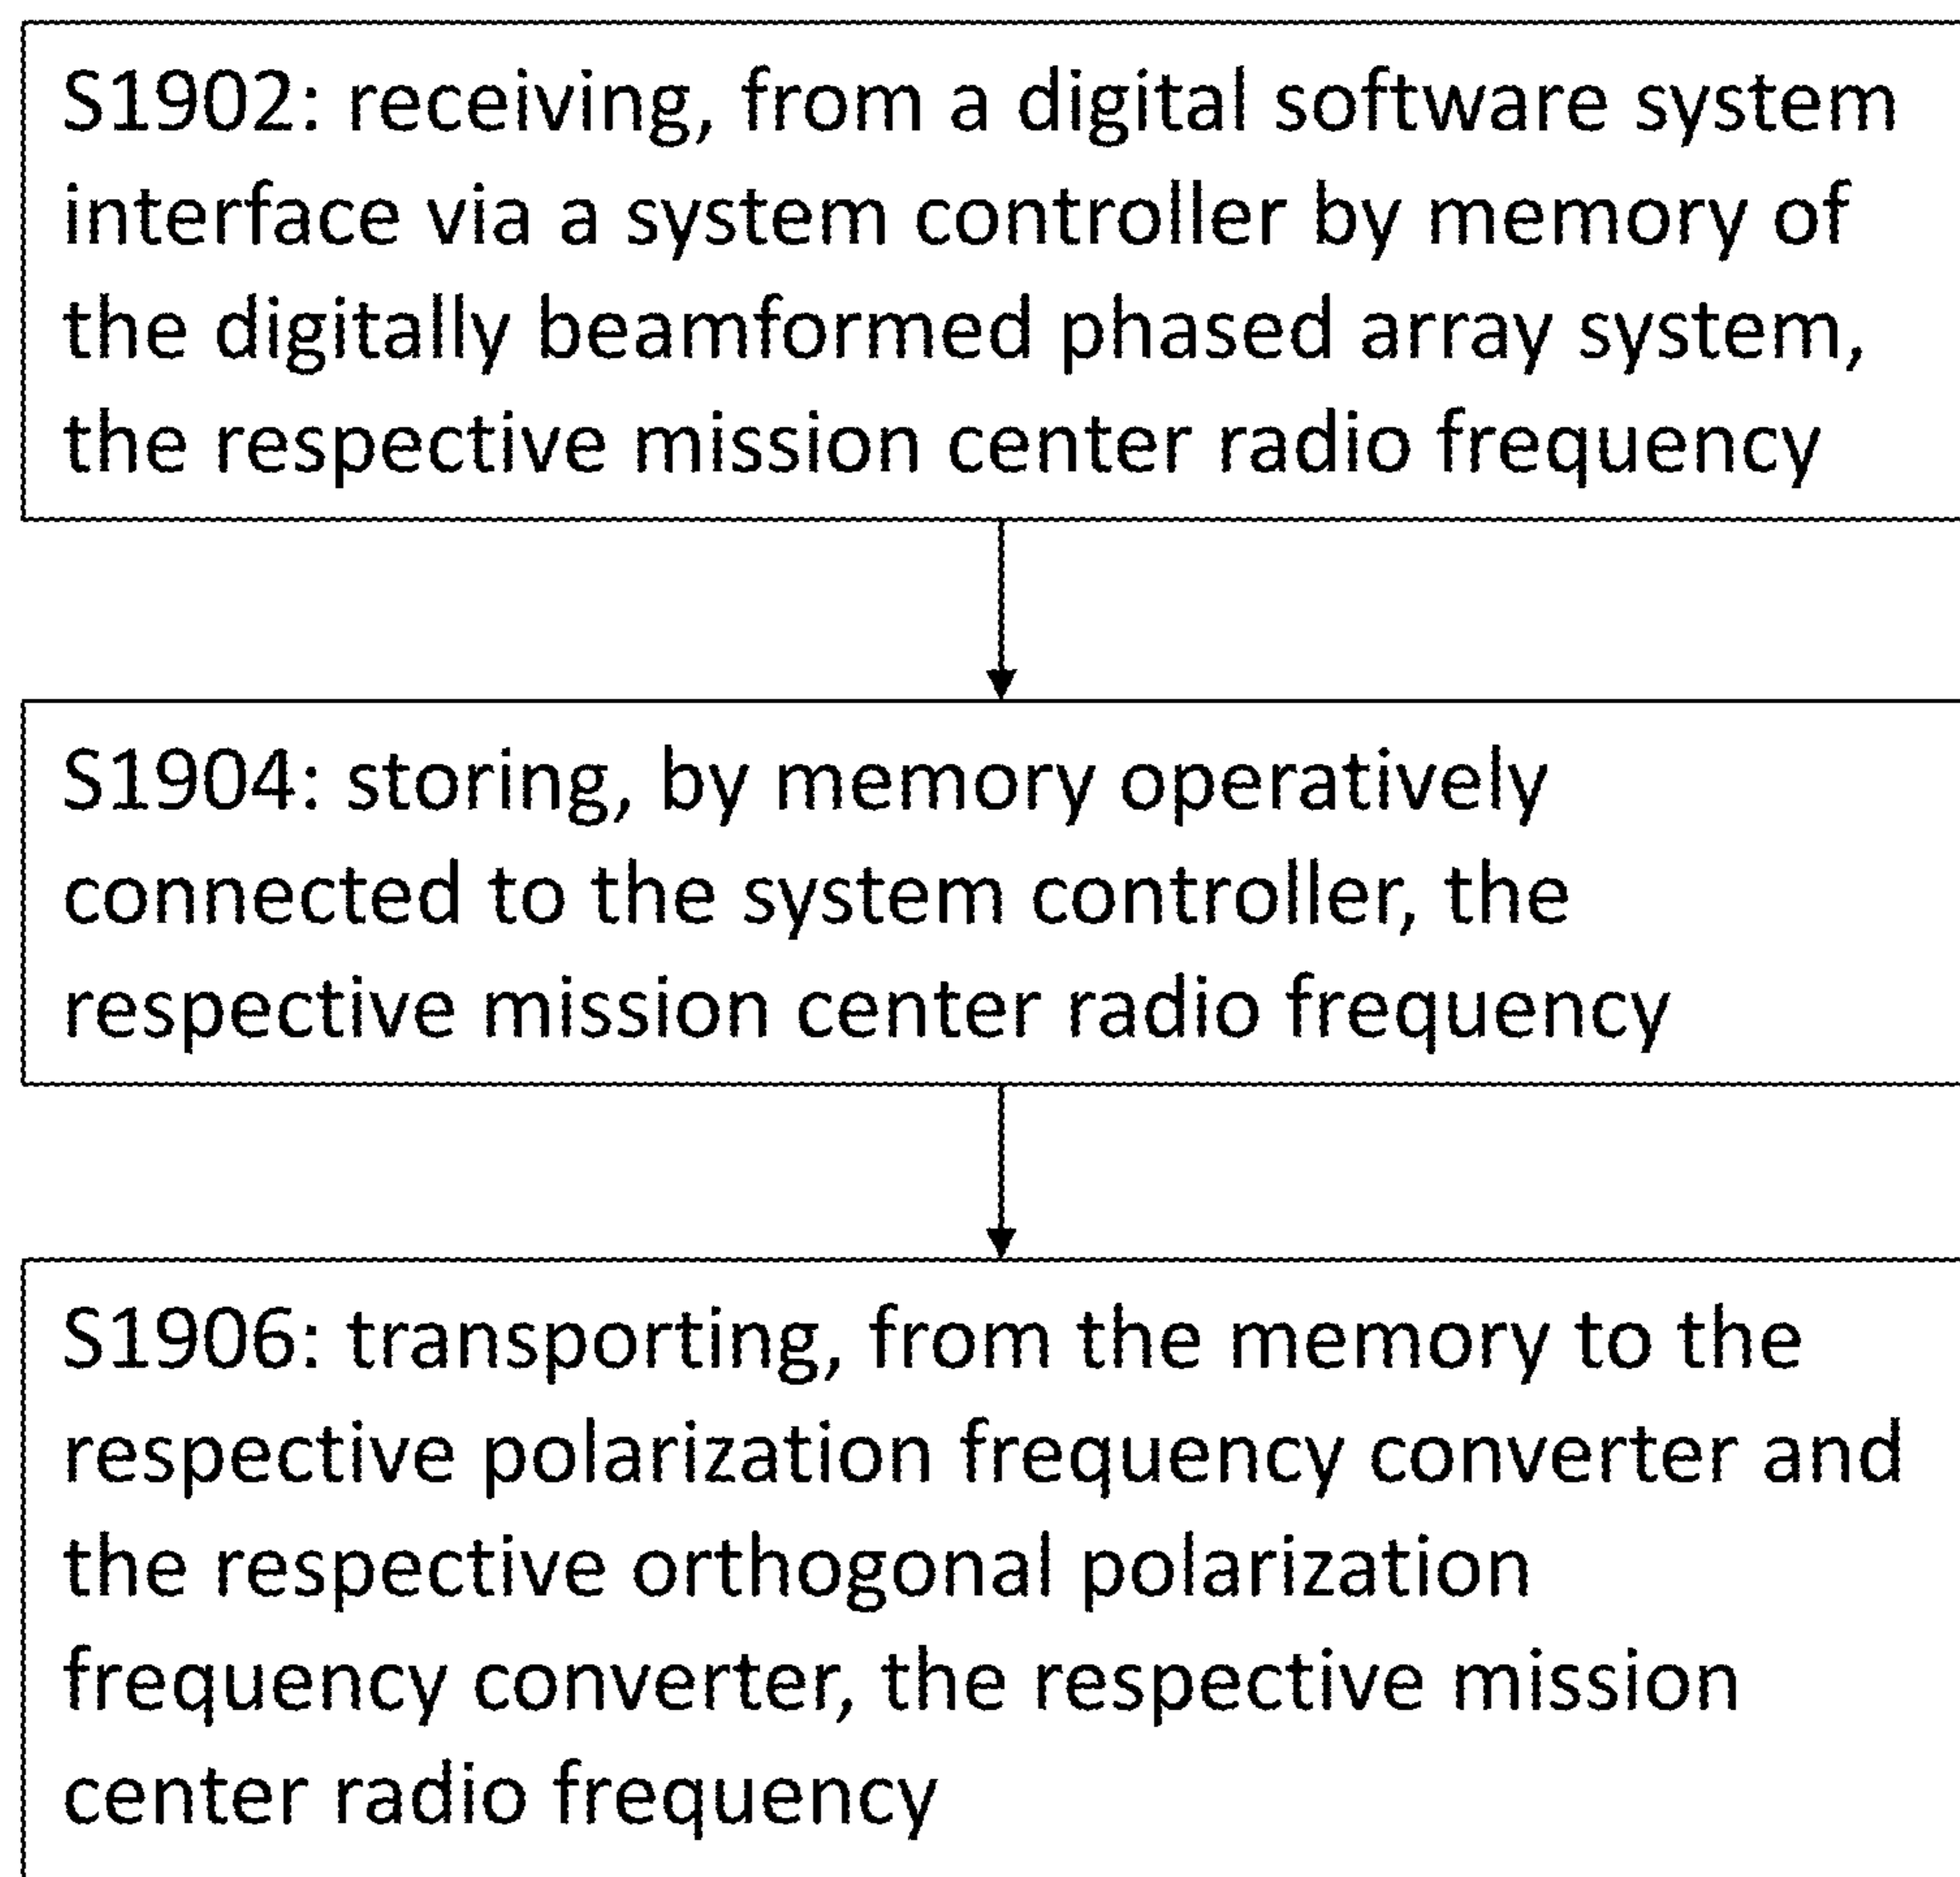 S1902: receiving, from a digital software system
interface via a system controller by memory of
the digitally beamformed phased array system,
the respective mission center radio frequency
S1904: storing, by memory operatively
connected to the system controller, the
respective mission center radio frequency
S1906: transporting, from the memory to the
respective polarization frequency converter and
the respective orthogonal polarization
frequency converter, the respective mission
center radio frequency